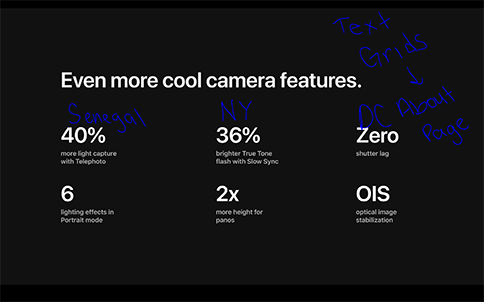 Text
Grids
↓
Even more cool camera features.
Senegal NY DC About
Page
40% 36% Zero
more light capture
with Telephoto
brighter True Tone
flash with Slow Sync
shutter lag
6 2x OIS
lighting effects in
Portrait mode
more height for
panos
optical image
stabilization